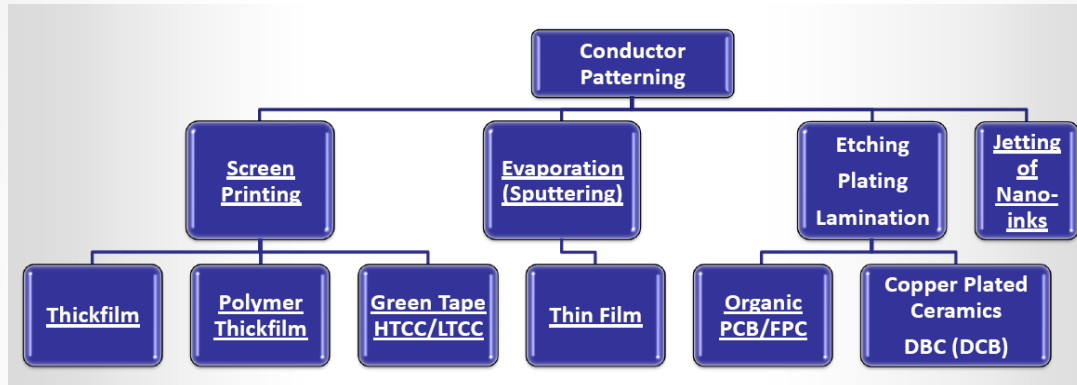 Conductor
Patterning
Screen
Printing
Evaporation
(Sputtering)
Etching
Plating
Lamination
Jetting
of
Nano-
inks
Thickfilm
Polymer
Thickfilm
Green Tape
HTCC/LTCC
Thin Film
Organic
PCB/FPC
Copper Plated
Ceramics
DBC (DCB)